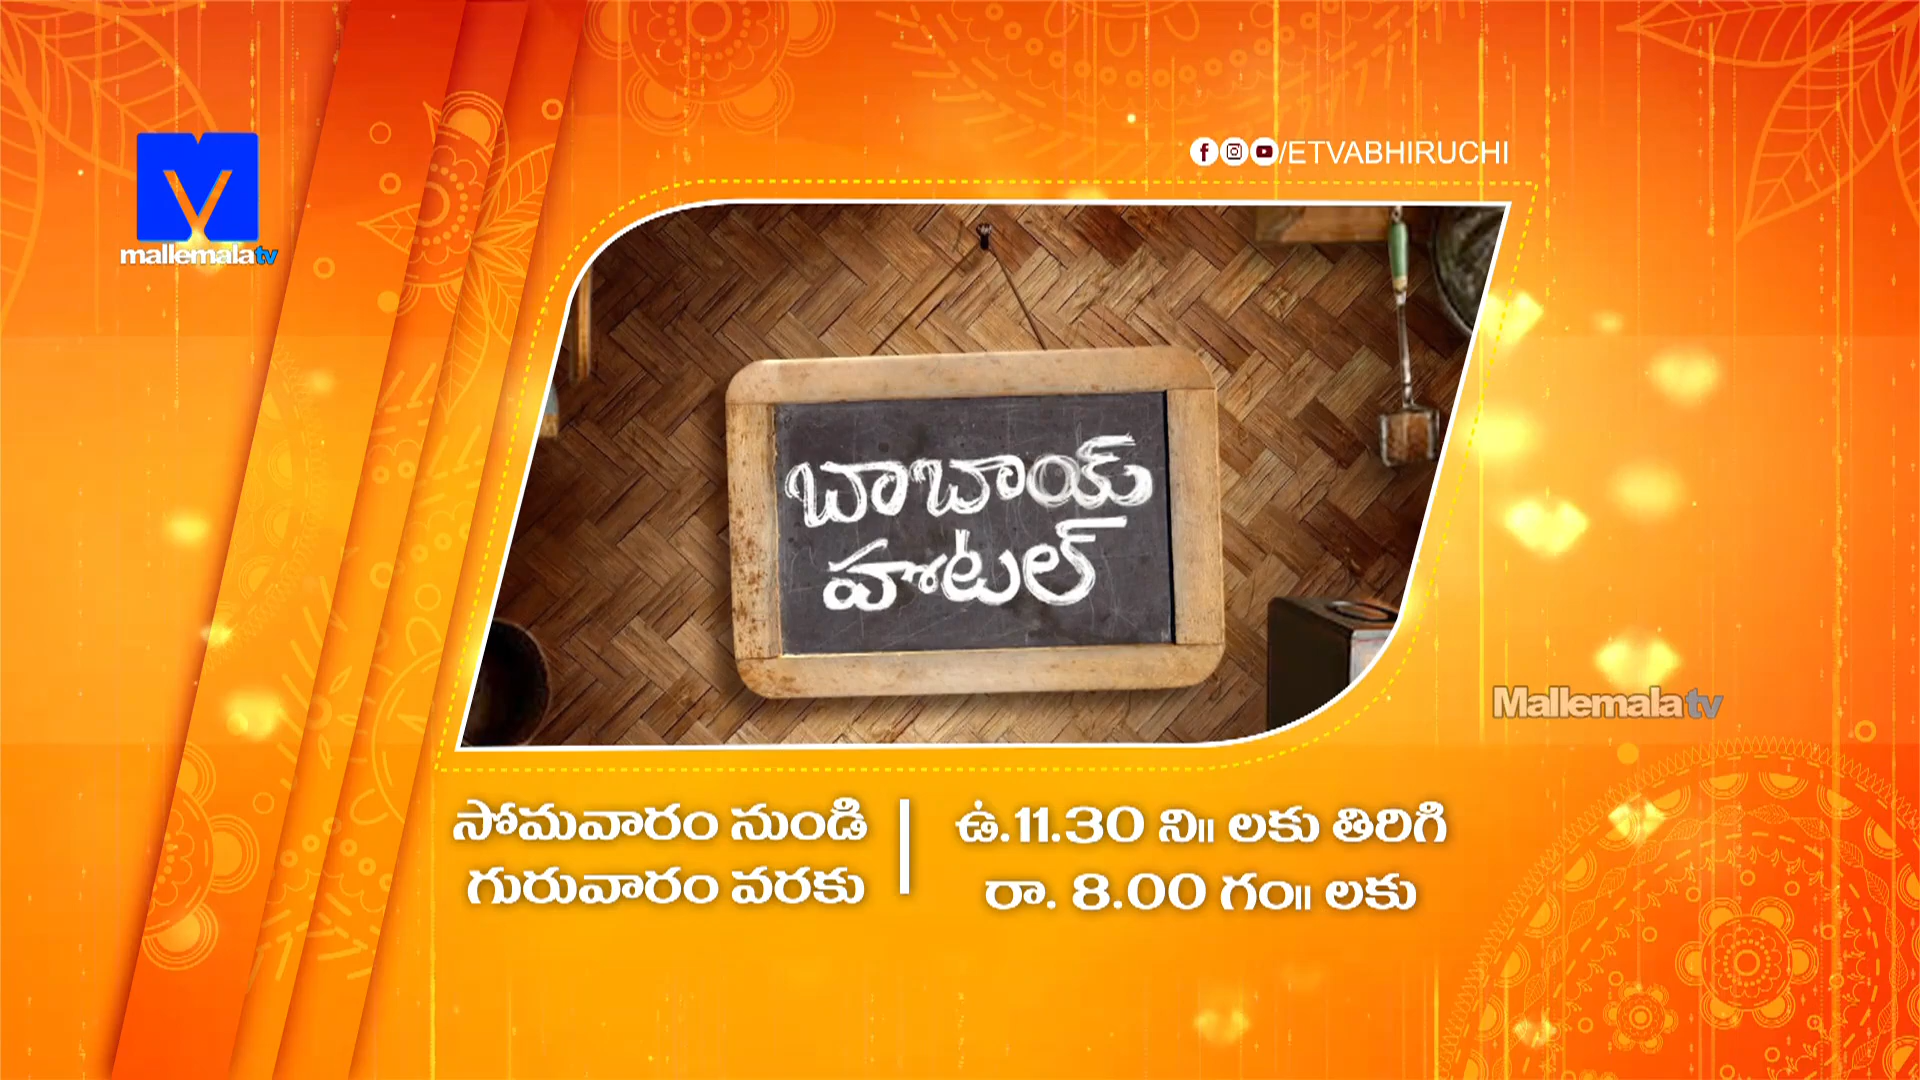 mallemalatv
/ETVABHIRUCHI
బాబాయ్
హోటల్
Mallemalatv
సోమవారం నుండి
గురువారం వరకు
ఉ.11.30 ని॥ లకు తిరిగి
రా. 8.00 గం॥ లకు